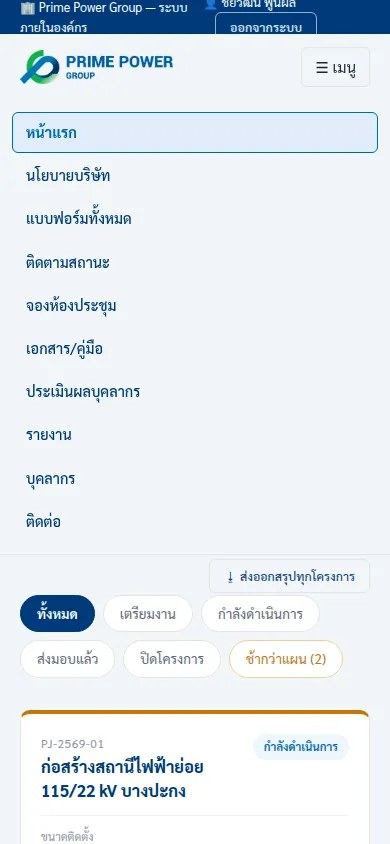 🏢 Prime Power Group — ระบบ
ภายในองค์กร
👤 ชัยวัฒน์ พูนผล
ออกจากระบบ
PRIME POWER
GROUP
☰ เมนู
หน้าแรก
นโยบายบริษัท
แบบฟอร์มทั้งหมด
ติดตามสถานะ
จองห้องประชุม
เอกสาร/คู่มือ
ประเมินผลบุคลากร
รายงาน
บุคลากร
ติดต่อ
⭳ ส่งออกสรุปทุกโครงการ
ทั้งหมด
เตรียมงาน
กำลังดำเนินการ
ส่งมอบแล้ว
ปิดโครงการ
ช้ากว่าแผน (2)
PJ-2569-01
กำลังดำเนินการ
ก่อสร้างสถานีไฟฟ้าย่อย
115/22 kV บางปะกง
ขนาดติดตั้ง